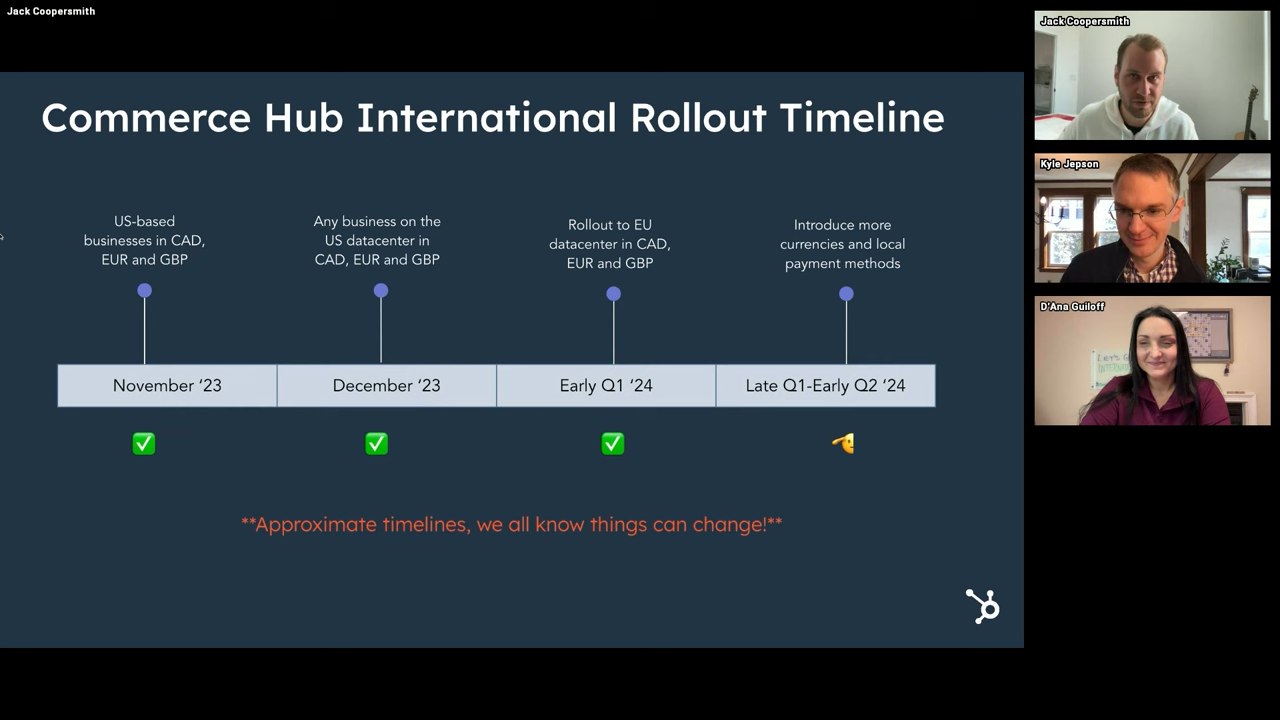 Jack Coopersmith
Commerce Hub International Rollout Timeline
US-based
businesses in CAD,
EUR and GBP
Any business on the
US datacenter in
CAD, EUR and GBP
Rollout to EU
datacenter in CAD,
EUR and GBP
Introduce more
currencies and local
payment methods
November ‘23
December ‘23
Early Q1 ‘24
Late Q1-Early Q2 ‘24
**Approximate timelines, we all know things can change!**
Jack Coopersmith
Kyle Jepson
D'Ana Guiloff